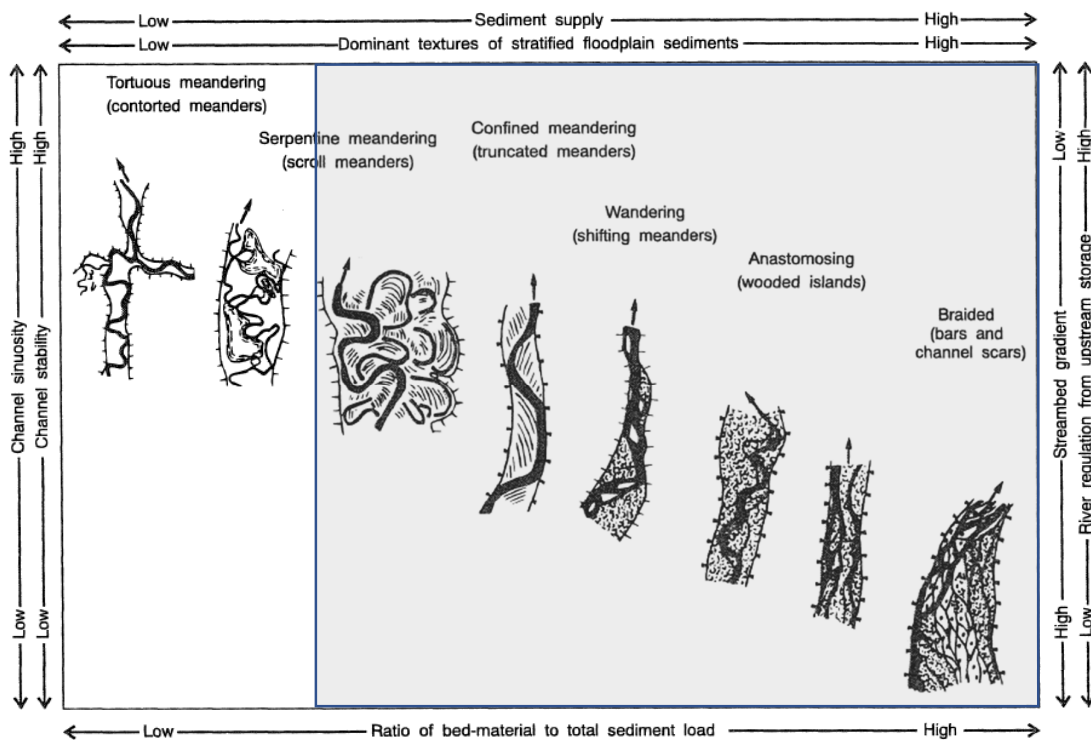 Low Sediment supply High
Low Dominant textures of stratified floodplain sediments High
Tortuous meandering
(contorted meanders)
Serpentine meandering
(scroll meanders)
Confined meandering
(truncated meanders)
Wandering
(shifting meanders)
Anastomosing
(wooded islands)
Braided
(bars and
channel scars)
Low Channel sinuosity High
Low Channel stability High
High Streambed gradient Low
Low River regulation from upstream storage High
Low Ratio of bed-material to total sediment load High